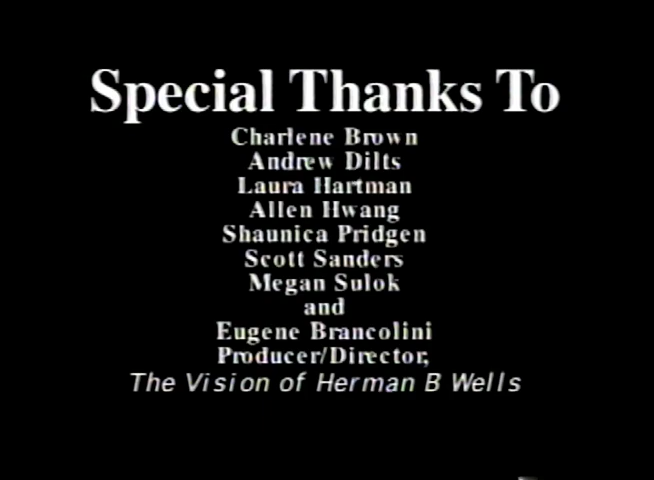 Special Thanks To
Charlene Brown
Andrew Dilts
Laura Hartman
Allen Hwang
Shaunica Pridgen
Scott Sanders
Megan Sulok
and
Eugene Brancolini
Producer/Director,
The Vision of Herman B Wells